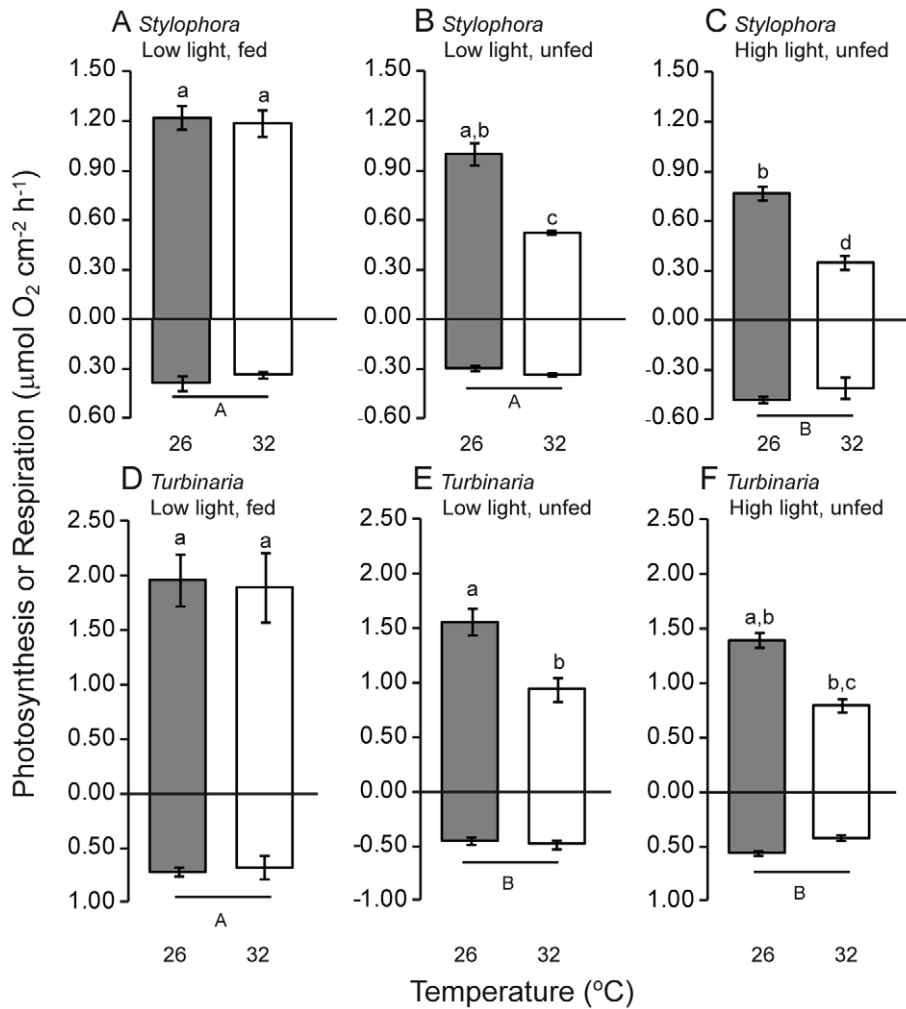 Photosynthesis or Respiration (μmol O₂ cm⁻² h⁻¹)
A Stylophora
Low light, fed
1.50
1.20
0.90
0.60
0.30
0.00
0.30
0.60
a
a
A
26
32
B Stylophora
Low light, unfed
1.50
1.20
0.90
0.60
0.30
0.00
-0.30
-0.60
a,b
c
A
26
32
C Stylophora
High light, unfed
1.50
1.20
0.90
0.60
0.30
0.00
-0.30
-0.60
b
d
B
26
32
D Turbinaria
Low light, fed
2.50
2.00
1.50
1.00
0.50
0.00
0.50
1.00
a
a
A
26
32
E Turbinaria
Low light, unfed
2.50
2.00
1.50
1.00
0.50
0.00
-0.50
-1.00
a
b
B
26
32
F Turbinaria
High light, unfed
2.50
2.00
1.50
1.00
0.50
0.00
0.50
1.00
a,b
b,c
B
26
32
Temperature (ºC)